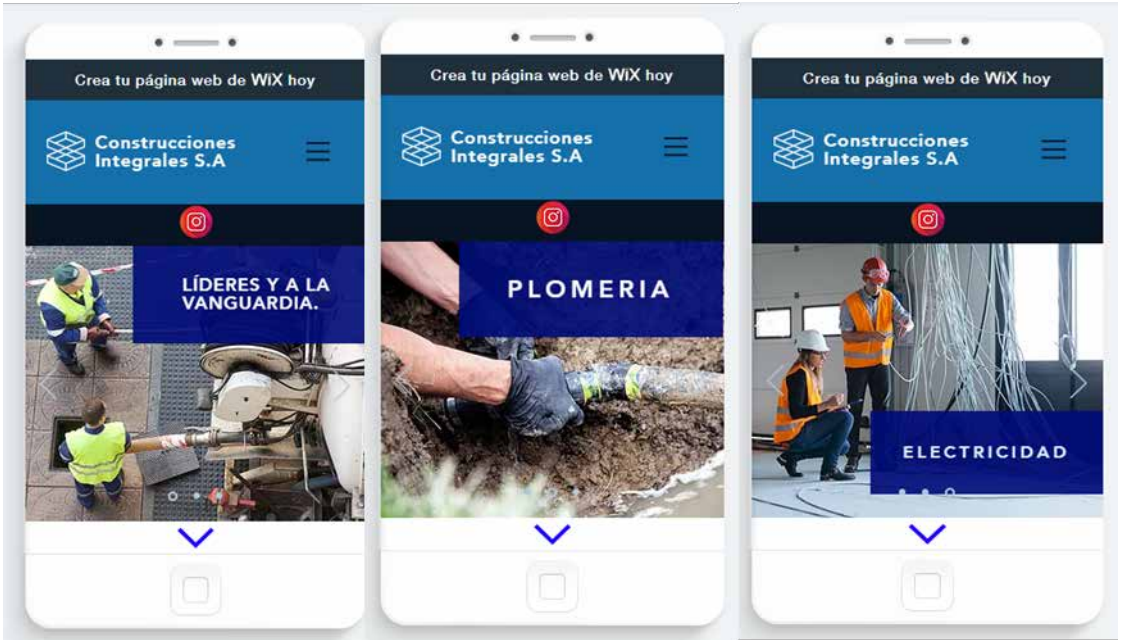 Crea tu página web de WiX hoy
Construcciones
Integrales S.A
LÍDERES Y A LA
VANGUARDIA.
Crea tu página web de WiX hoy
Construcciones
Integrales S.A
PLOMERIA
Crea tu página web de WiX hoy
Construcciones
Integrales S.A
ELECTRICIDAD